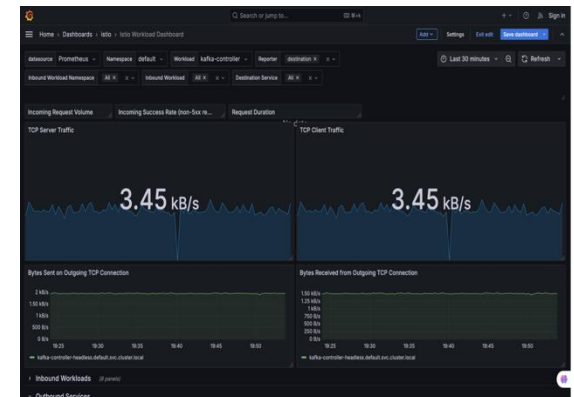 Search or jump to...
⌘+k
Sign in
Home › Dashboards › Istio › Istio Workload Dashboard
Add
Settings
Exit edit
Save dashboard
datasource Prometheus Namespace default Workload kafka-controller Reporter destination ×
Last 30 minutes
Refresh
Inbound Workload Namespace All × Inbound Workload All × Destination Service All ×
Incoming Request Volume
Incoming Success Rate (non-5xx re...
Request Duration
No data
TCP Server Traffic
3.45 kB/s
TCP Client Traffic
3.45 kB/s
Bytes Sent on Outgoing TCP Connection
2 kB/s
1.50 kB/s
1 kB/s
500 B/s
0 B/s
19:25 19:30 19:35 19:40 19:45 19:50
kafka-controller-headless.default.svc.cluster.local
Bytes Received from Outgoing TCP Connection
1.50 kB/s
1.25 kB/s
1 kB/s
750 B/s
500 B/s
250 B/s
0 B/s
19:25 19:30 19:35 19:40 19:45 19:50
kafka-controller-headless.default.svc.cluster.local
Inbound Workloads (8 panels)
Outbound Services